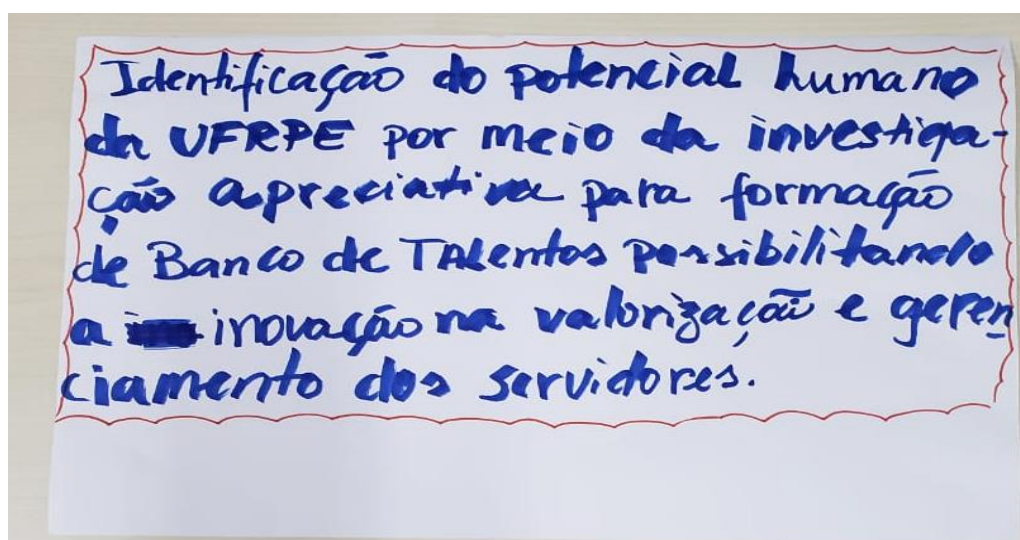 Identificação do potencial humano
da UFRPE por meio da investiga-
ção apreciativa para formação
de Banco de TAlentos possibilitando
a inovação na valorização e geren
ciamento dos servidores.